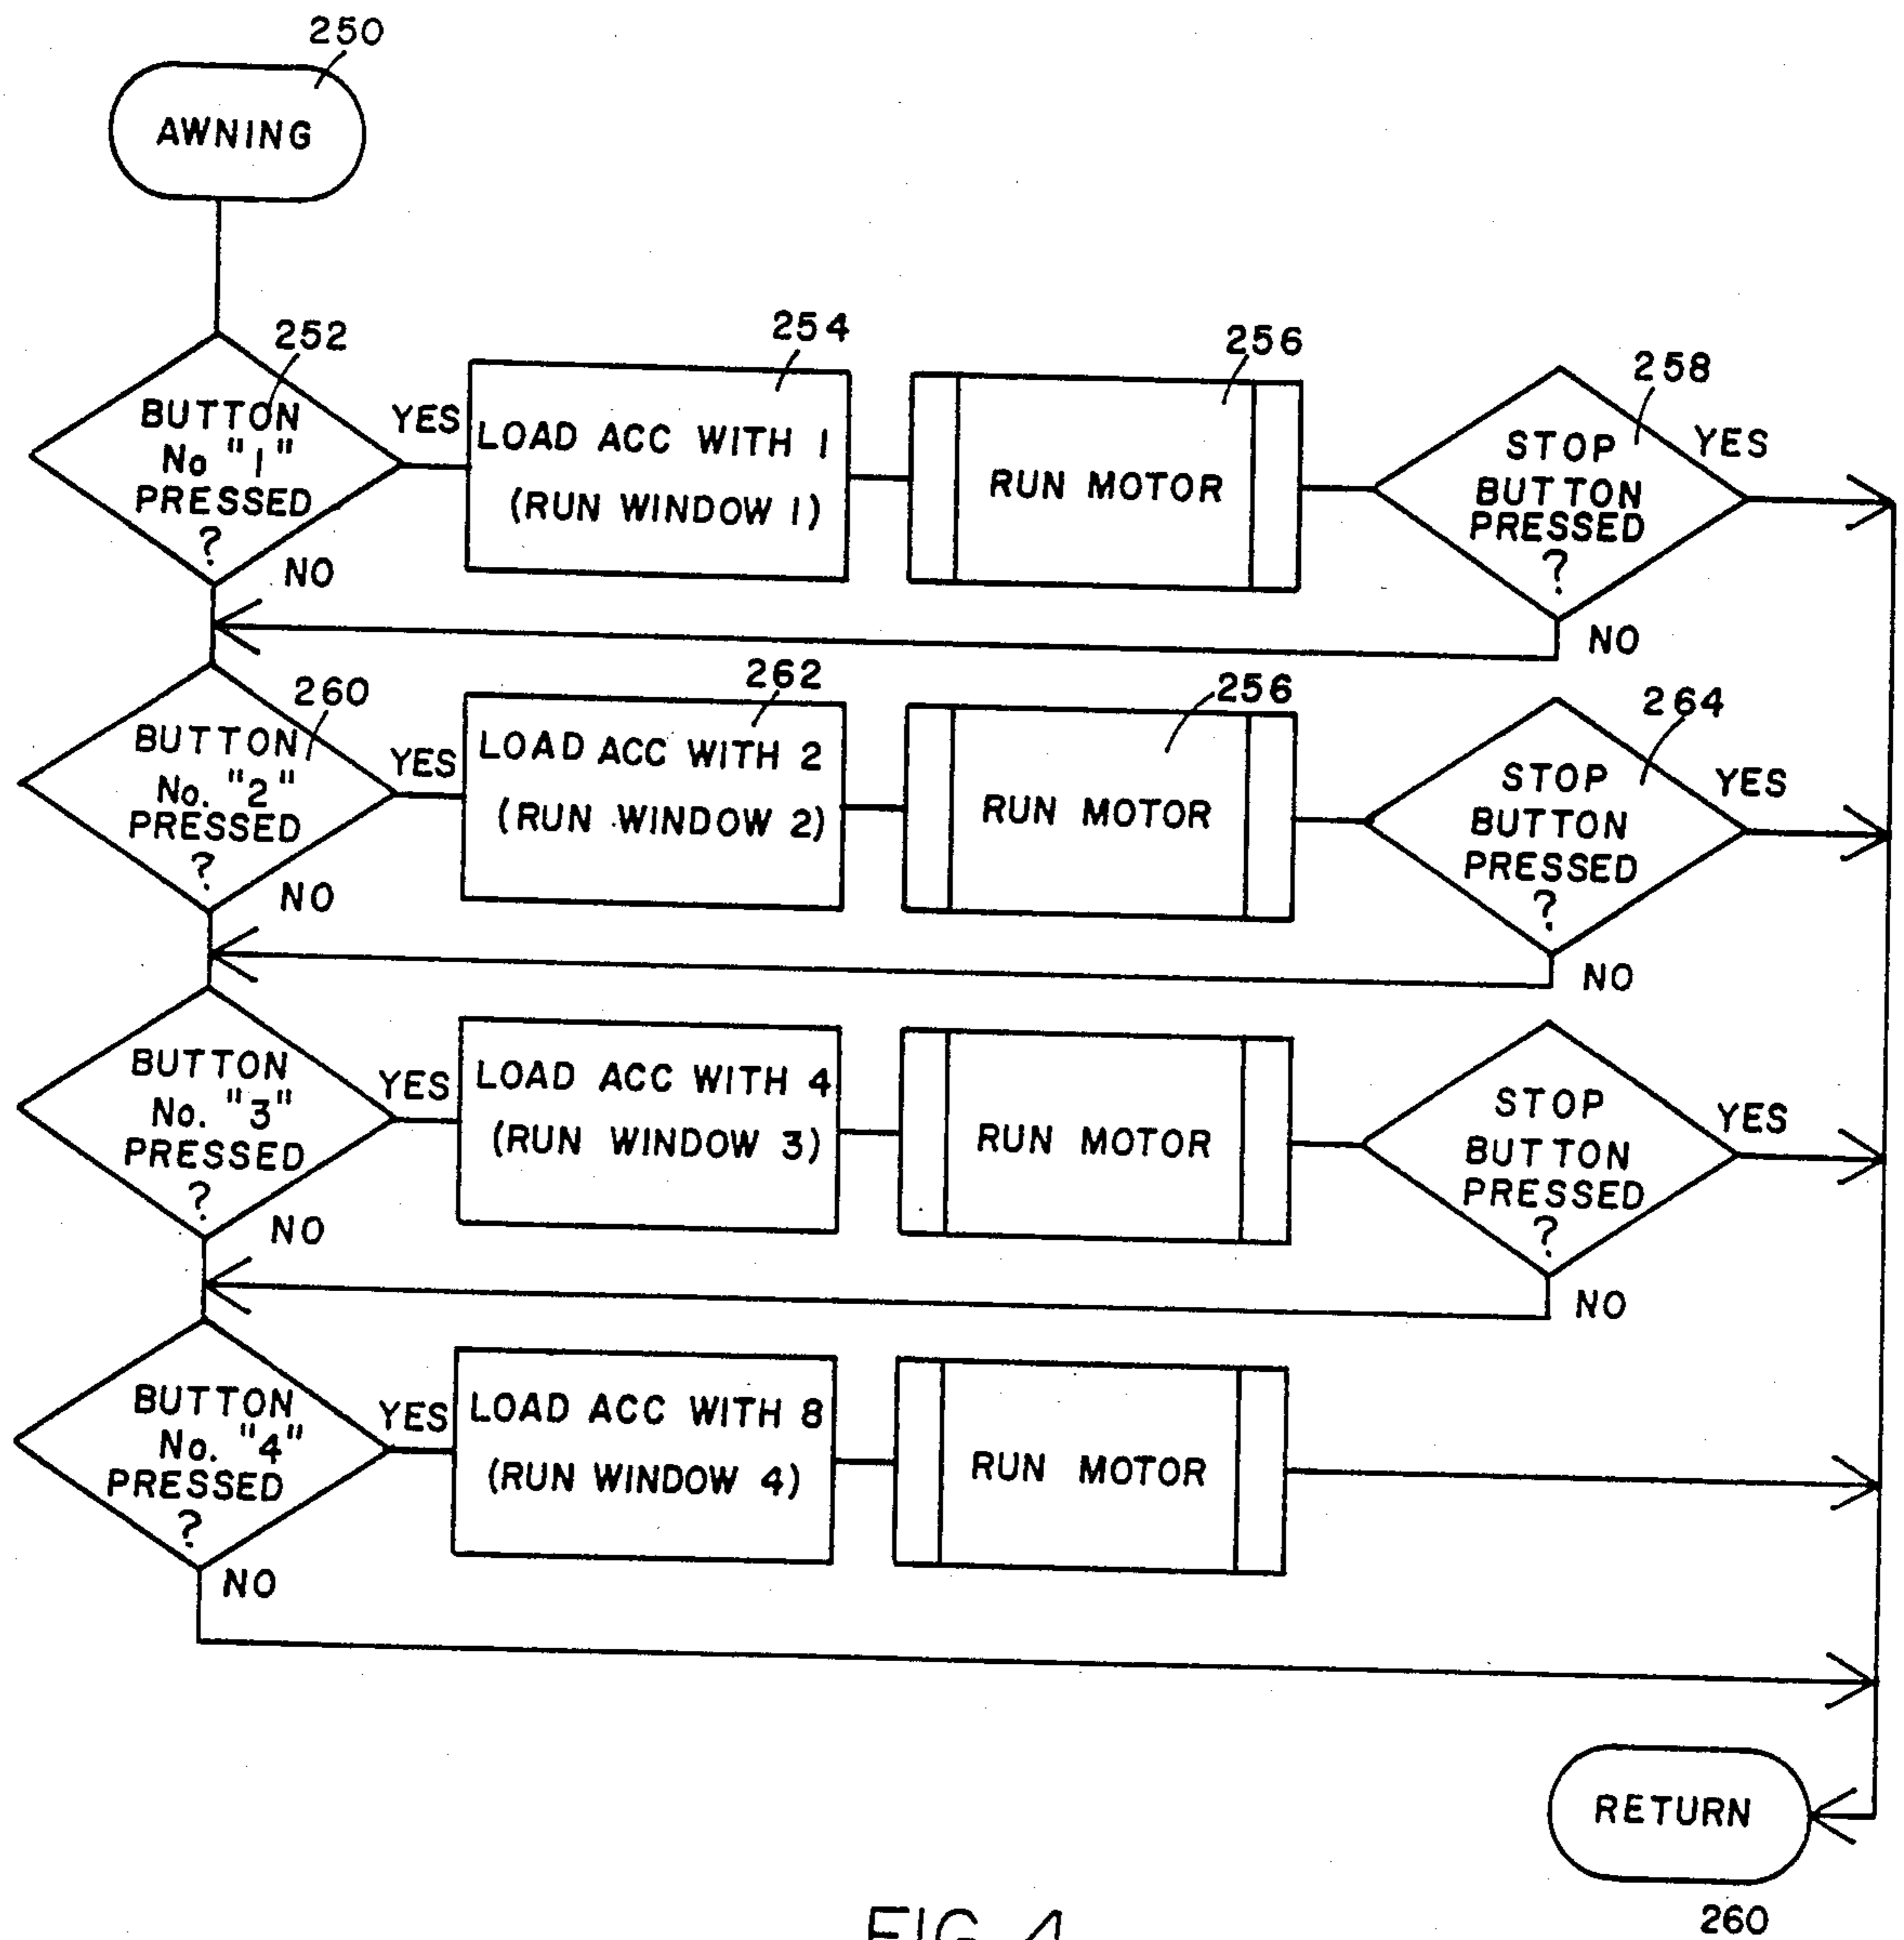 250
AWNING
252
BUTTON
No "1"
PRESSED
?
YES
NO
254
LOAD ACC WITH 1
(RUN WINDOW 1)
256
RUN MOTOR
258
STOP
BUTTON
PRESSED
?
YES
NO
260
BUTTON
No. "2"
PRESSED
?
YES
NO
262
LOAD ACC WITH 2
(RUN WINDOW 2)
256
RUN MOTOR
264
STOP
BUTTON
PRESSED
?
YES
NO
BUTTON
No. "3"
PRESSED
?
YES
NO
LOAD ACC WITH 4
(RUN WINDOW 3)
RUN MOTOR
STOP
BUTTON
PRESSED
?
YES
NO
BUTTON
No. "4"
PRESSED
?
YES
NO
LOAD ACC WITH 8
(RUN WINDOW 4)
RUN MOTOR
RETURN
260
FIG. 4